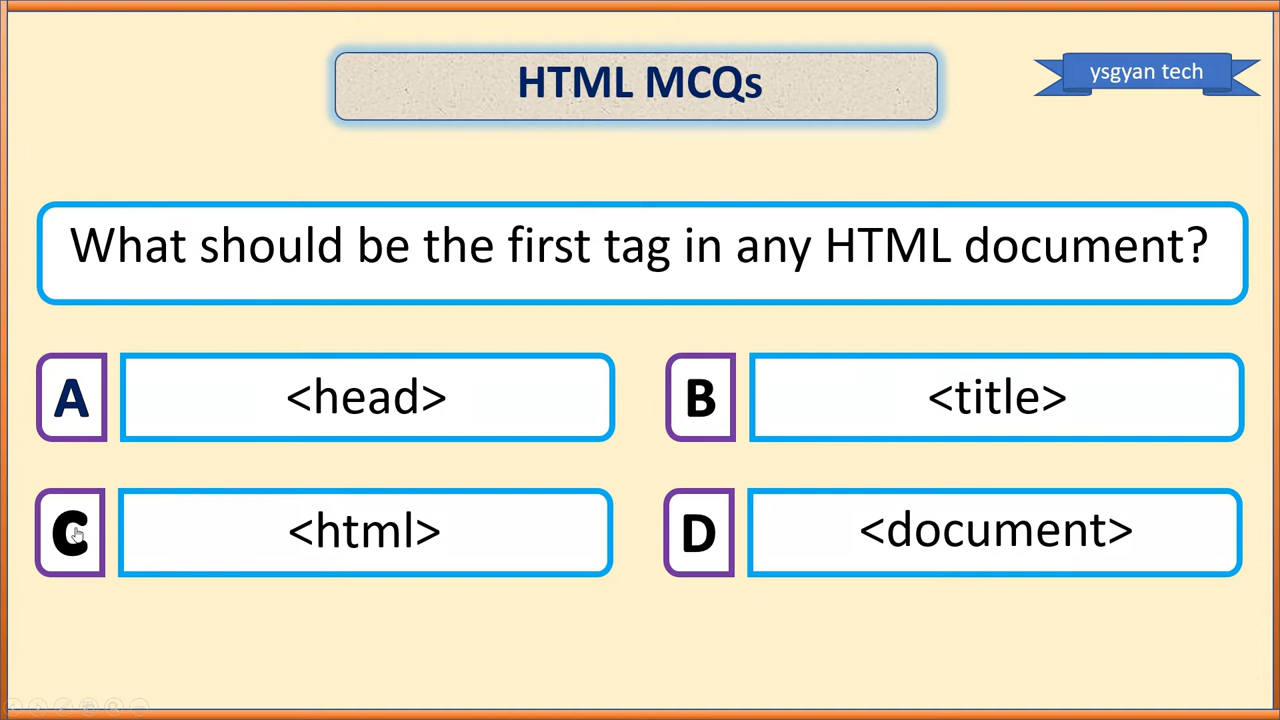 HTML MCQs
ysgyan tech
What should be the first tag in any HTML document?
A
<head>
B
<title>
C
<html>
D
<document>